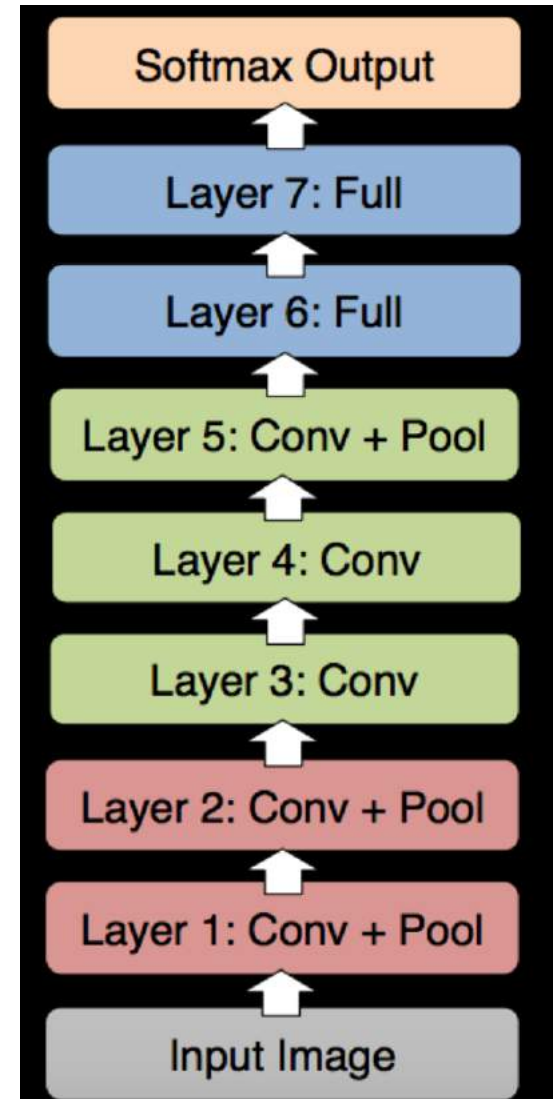 Softmax Output
Layer 7: Full
Layer 6: Full
Layer 5: Conv + Pool
Layer 4: Conv
Layer 3: Conv
Layer 2: Conv + Pool
Layer 1: Conv + Pool
Input Image